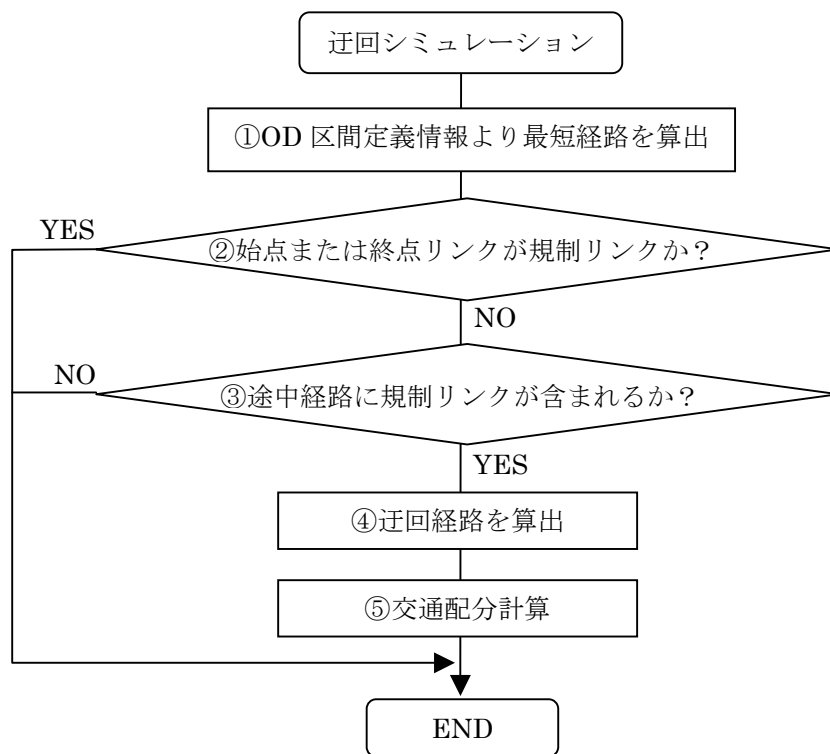 迂回シミュレーション
①OD 区間定義情報より最短経路を算出
YES
②始点または終点リンクが規制リンクか？
NO
NO
③途中経路に規制リンクが含まれるか？
YES
④迂回経路を算出
⑤交通配分計算
END